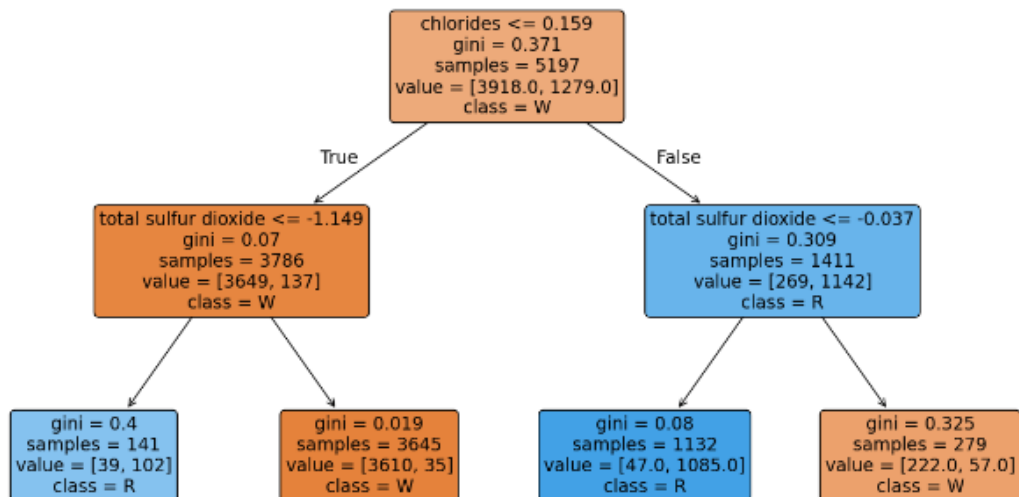 chlorides <= 0.159
gini = 0.371
samples = 5197
value = [3918.0, 1279.0]
class = W
True
False
total sulfur dioxide <= -1.149
gini = 0.07
samples = 3786
value = [3649, 137]
class = W
total sulfur dioxide <= -0.037
gini = 0.309
samples = 1411
value = [269, 1142]
class = R
gini = 0.4
samples = 141
value = [39, 102]
class = R
gini = 0.019
samples = 3645
value = [3610, 35]
class = W
gini = 0.08
samples = 1132
value = [47.0, 1085.0]
class = R
gini = 0.325
samples = 279
value = [222.0, 57.0]
class = W